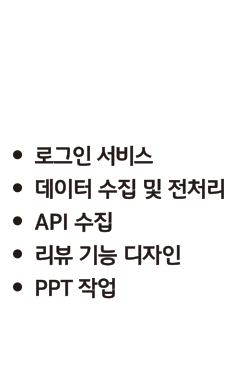 • 로그인 서비스
• 데이터 수집 및 전처리
• API 수집
• 리뷰 기능 디자인
• PPT 작업